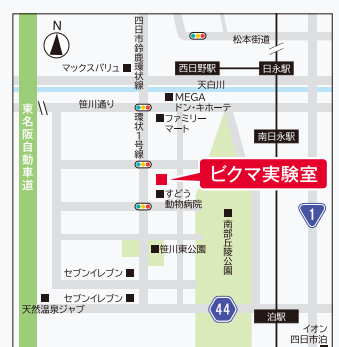 N
四日市鈴鹿環状線
松本街道
マックスバリュ
西日野駅
日永駅
天白川
MEGA
ドン・キホーテ
笹川通り
ファミリー
マート
東名阪自動車道
環状1号線
南日永駅
ビクマ実験室
すどう
動物病院
1
南部丘陵公園
笹川東公園
セブンイレブン
セブンイレブン
天然温泉ジャブ
44
泊駅
イオン
四日市泊